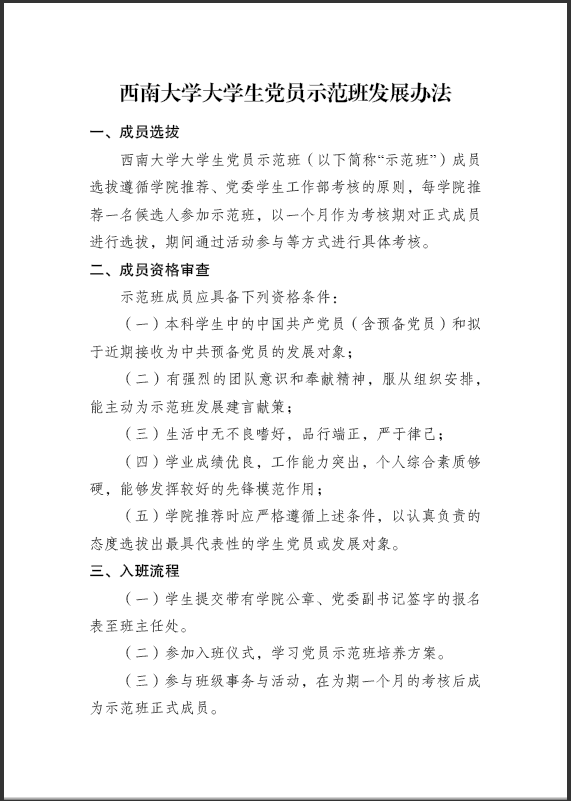 西南大学大学生党员示范班发展办法
一、成员选拔
西南大学大学生党员示范班（以下简称“示范班”）成员
选拔遵循学院推荐、党委学生工作部考核的原则，每学院推
荐一名候选人参加示范班，以一个月作为考核期对正式成员
进行选拔，期间通过活动参与等方式进行具体考核。
二、成员资格审查
示范班成员应具备下列资格条件：
（一）本科学生中的中国共产党员（含预备党员）和拟
于近期接收为中共预备党员的发展对象；
（二）有强烈的团队意识和奉献精神，服从组织安排，
能主动为示范班发展建言献策；
（三）生活中无不良嗜好，品行端正，严于律己；
（四）学业成绩优良，工作能力突出，个人综合素质够
硬，能够发挥较好的先锋模范作用；
（五）学院推荐时应严格遵循上述条件，以认真负责的
态度选拔出最具代表性的学生党员或发展对象。
三、入班流程
（一）学生提交带有学院公章、党委副书记签字的报名
表至班主任处。
（二）参加入班仪式，学习党员示范班培养方案。
（三）参与班级事务与活动，在为期一个月的考核后成
为示范班正式成员。